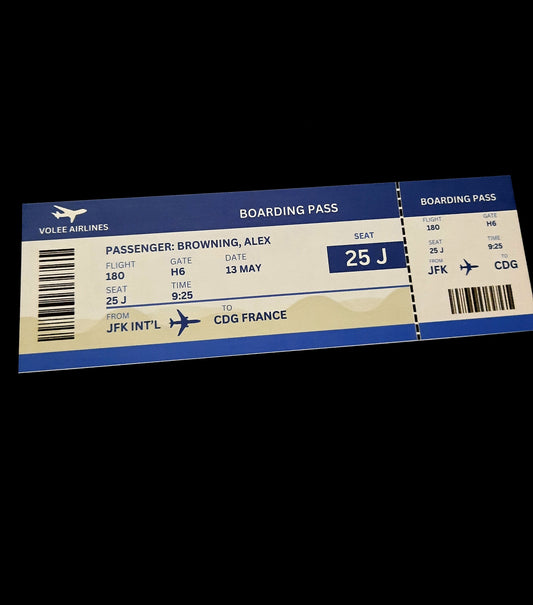 VOLEE AIRLINES
BOARDING PASS
PASSENGER: BROWNING, ALEX
FLIGHT GATE DATE
180 H6 13 MAY
SEAT TIME
25 J 9:25
SEAT
25 J
FROM TO
JFK INT'L CDG FRANCE
BOARDING PASS
FLIGHT GATE
180 H6
SEAT TIME
25 J 9:25
FROM TO
JFK CDG